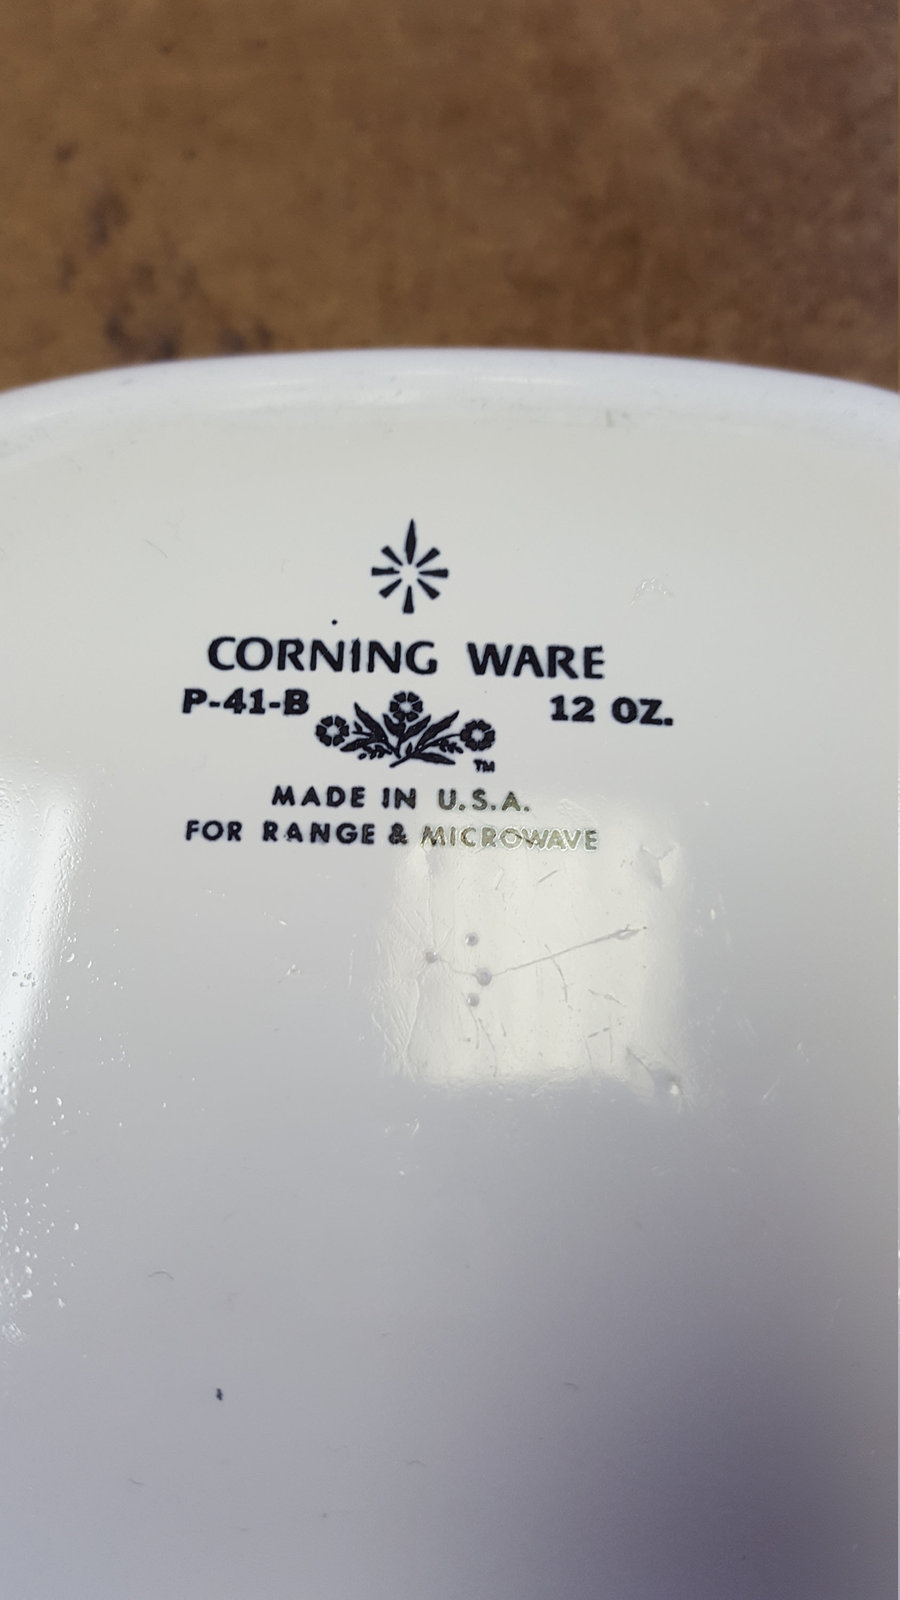 CORNING WARE
P-41-B 12 OZ.
TM
MADE IN U.S.A.
FOR RANGE & MICROWAVE